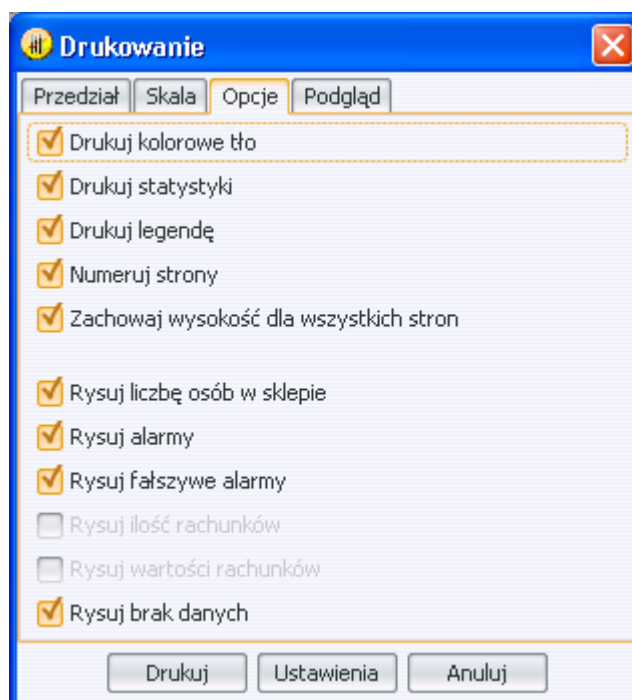 Drukowanie
Przedział Skala Opcje Podgląd
Drukuj kolorowe tło
Drukuj statystyki
Drukuj legendę
Numeruj strony
Zachowaj wysokość dla wszystkich stron
Rysuj liczbę osób w sklepie
Rysuj alarmy
Rysuj fałszywe alarmy
Rysuj ilość rachunków
Rysuj wartości rachunków
Rysuj brak danych
Drukuj Ustawienia Anuluj